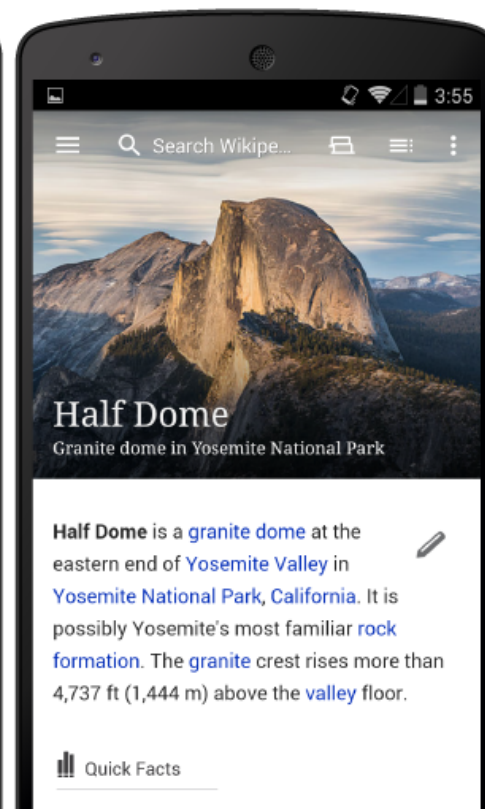 3:55
Search Wikipe...
Half Dome
Granite dome in Yosemite National Park
Half Dome is a granite dome at the
eastern end of Yosemite Valley in
Yosemite National Park, California. It is
possibly Yosemite's most familiar rock
formation. The granite crest rises more than
4,737 ft (1,444 m) above the valley floor.
Quick Facts